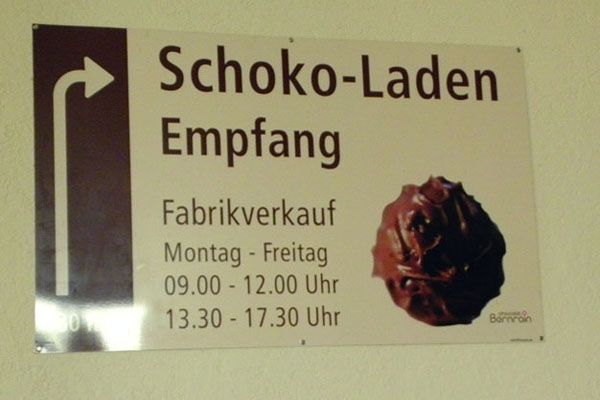 Schoko-Laden
Empfang
Fabrikverkauf
Montag - Freitag
09.00 - 12.00 Uhr
13.30 - 17.30 Uhr
Bernrain